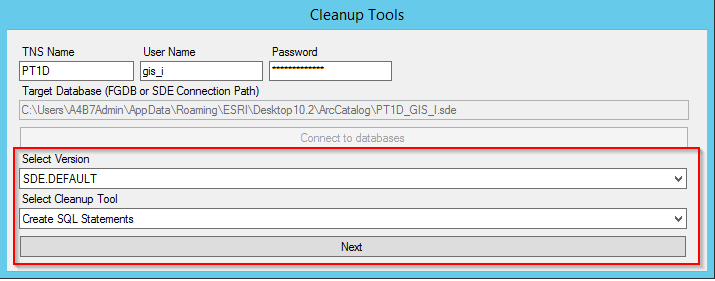 Cleanup Tools
TNS Name User Name Password
PT1D gis_i *************
Target Database (FGDB or SDE Connection Path)
C:\Users\A4B7Admin\AppData\Roaming\ESRI\Desktop10.2\ArcCatalog\PT1D_GIS_I.sde
Connect to databases
Select Version
SDE.DEFAULT
Select Cleanup Tool
Create SQL Statements
Next